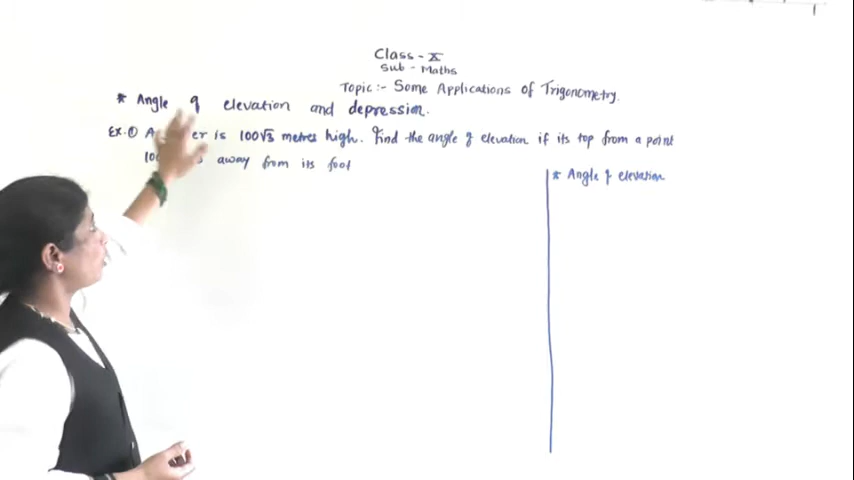 Class - X
Sub - Maths
Topic :- Some Applications of Trigonometry.
* Angle of elevation and depression.
Ex.① A er is 100√3 metres high. Find the angle of elevation if its top from a point
10 s away from its foot
* Angle of elevation